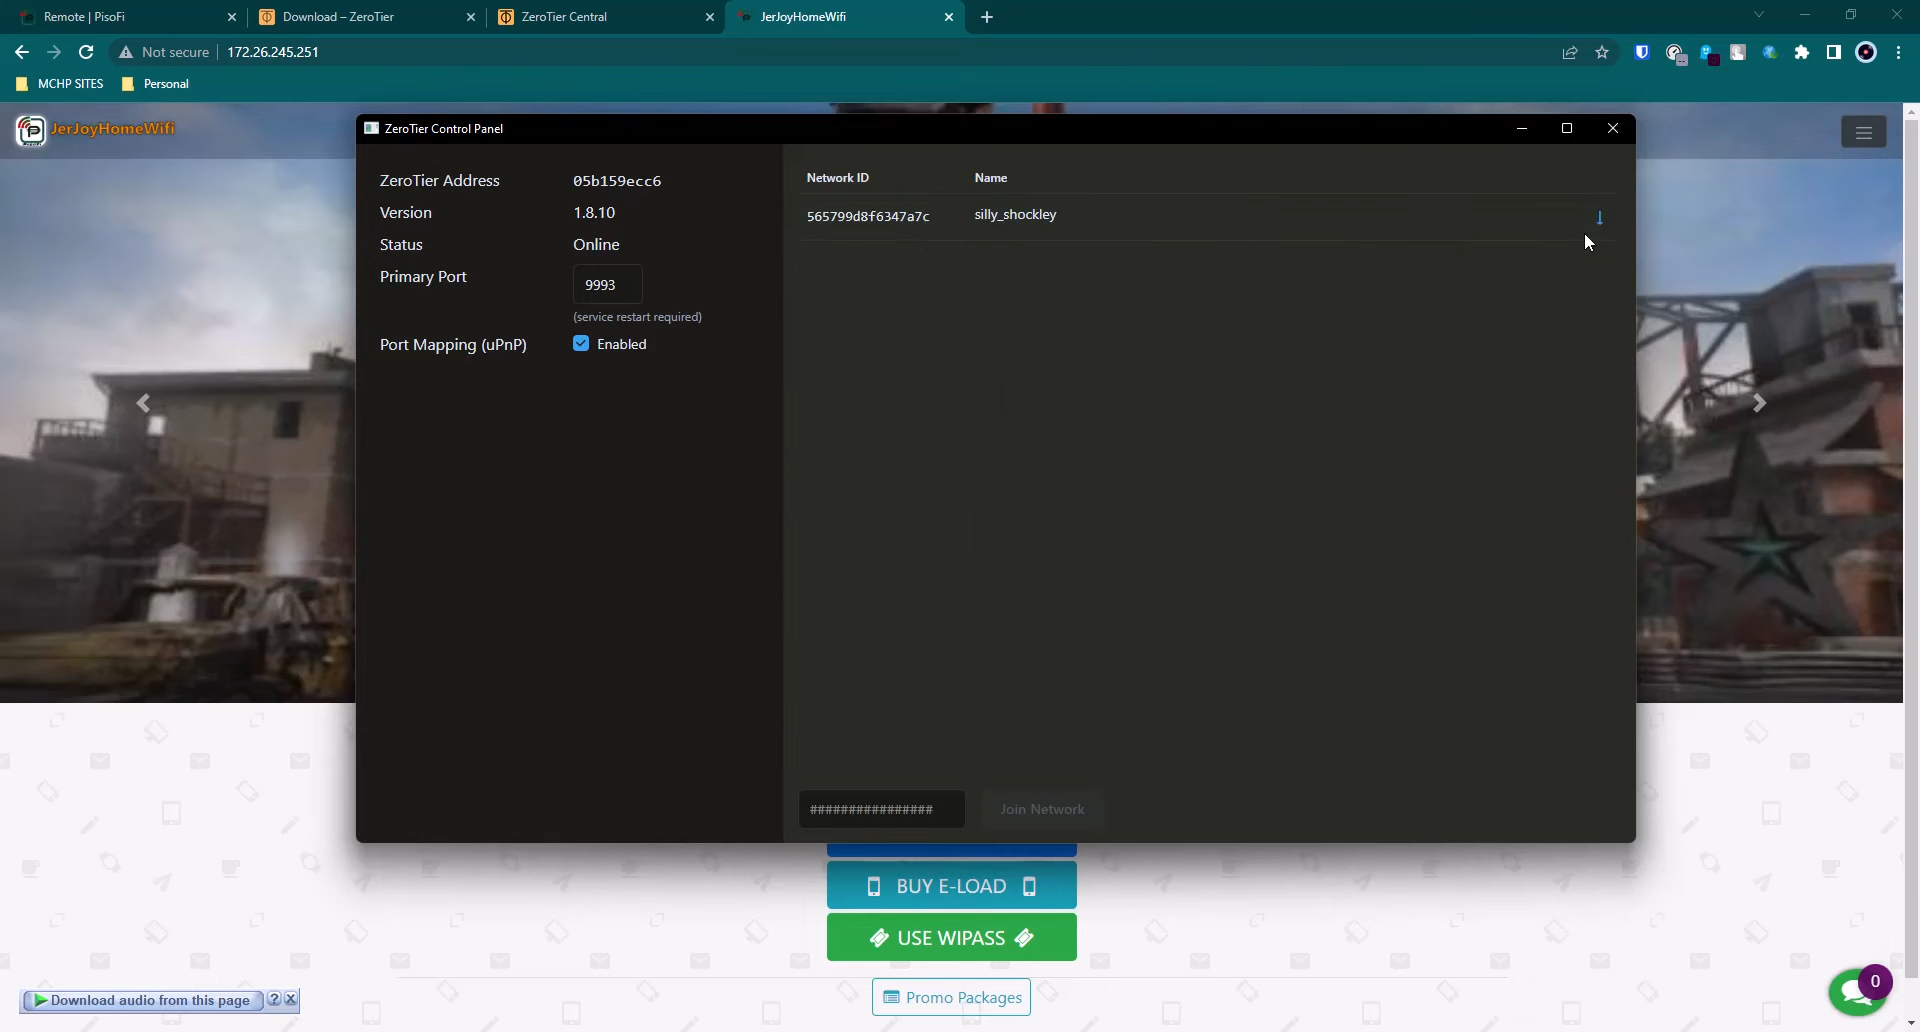 Remote | PisoFi
Download – ZeroTier
ZeroTier Central
JerJoyHomeWifi
Not secure
172.26.245.251
MCHP SITES
Personal
JerJoyHomeWifi
ZeroTier Control Panel
ZeroTier Address
05b159ecc6
Version
1.8.10
Status
Online
Primary Port
9993
(service restart required)
Port Mapping (uPnP)
Enabled
Network ID
Name
565799d8f6347a7c
silly_shockley
################
Join Network
BUY E-LOAD
USE WIPASS
Promo Packages
Download audio from this page
?
0